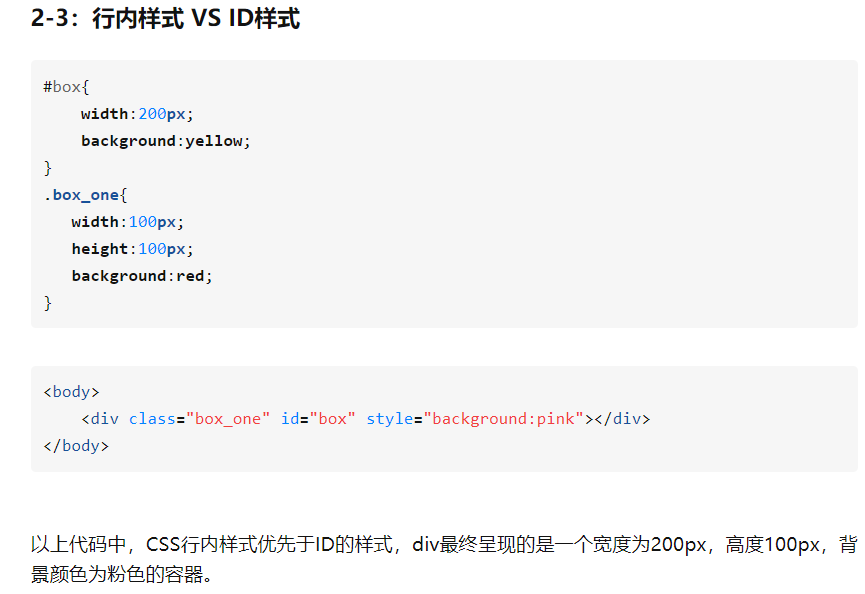 2-3：行内样式 VS ID样式
#box{
    width:200px;
    background:yellow;
}
.box_one{
   width:100px;
   height:100px;
   background:red;
}
<body>
    <div class="box_one" id="box" style="background:pink"></div>
</body>
以上代码中，CSS行内样式优先于ID的样式，div最终呈现的是一个宽度为200px，高度100px，背
景颜色为粉色的容器。